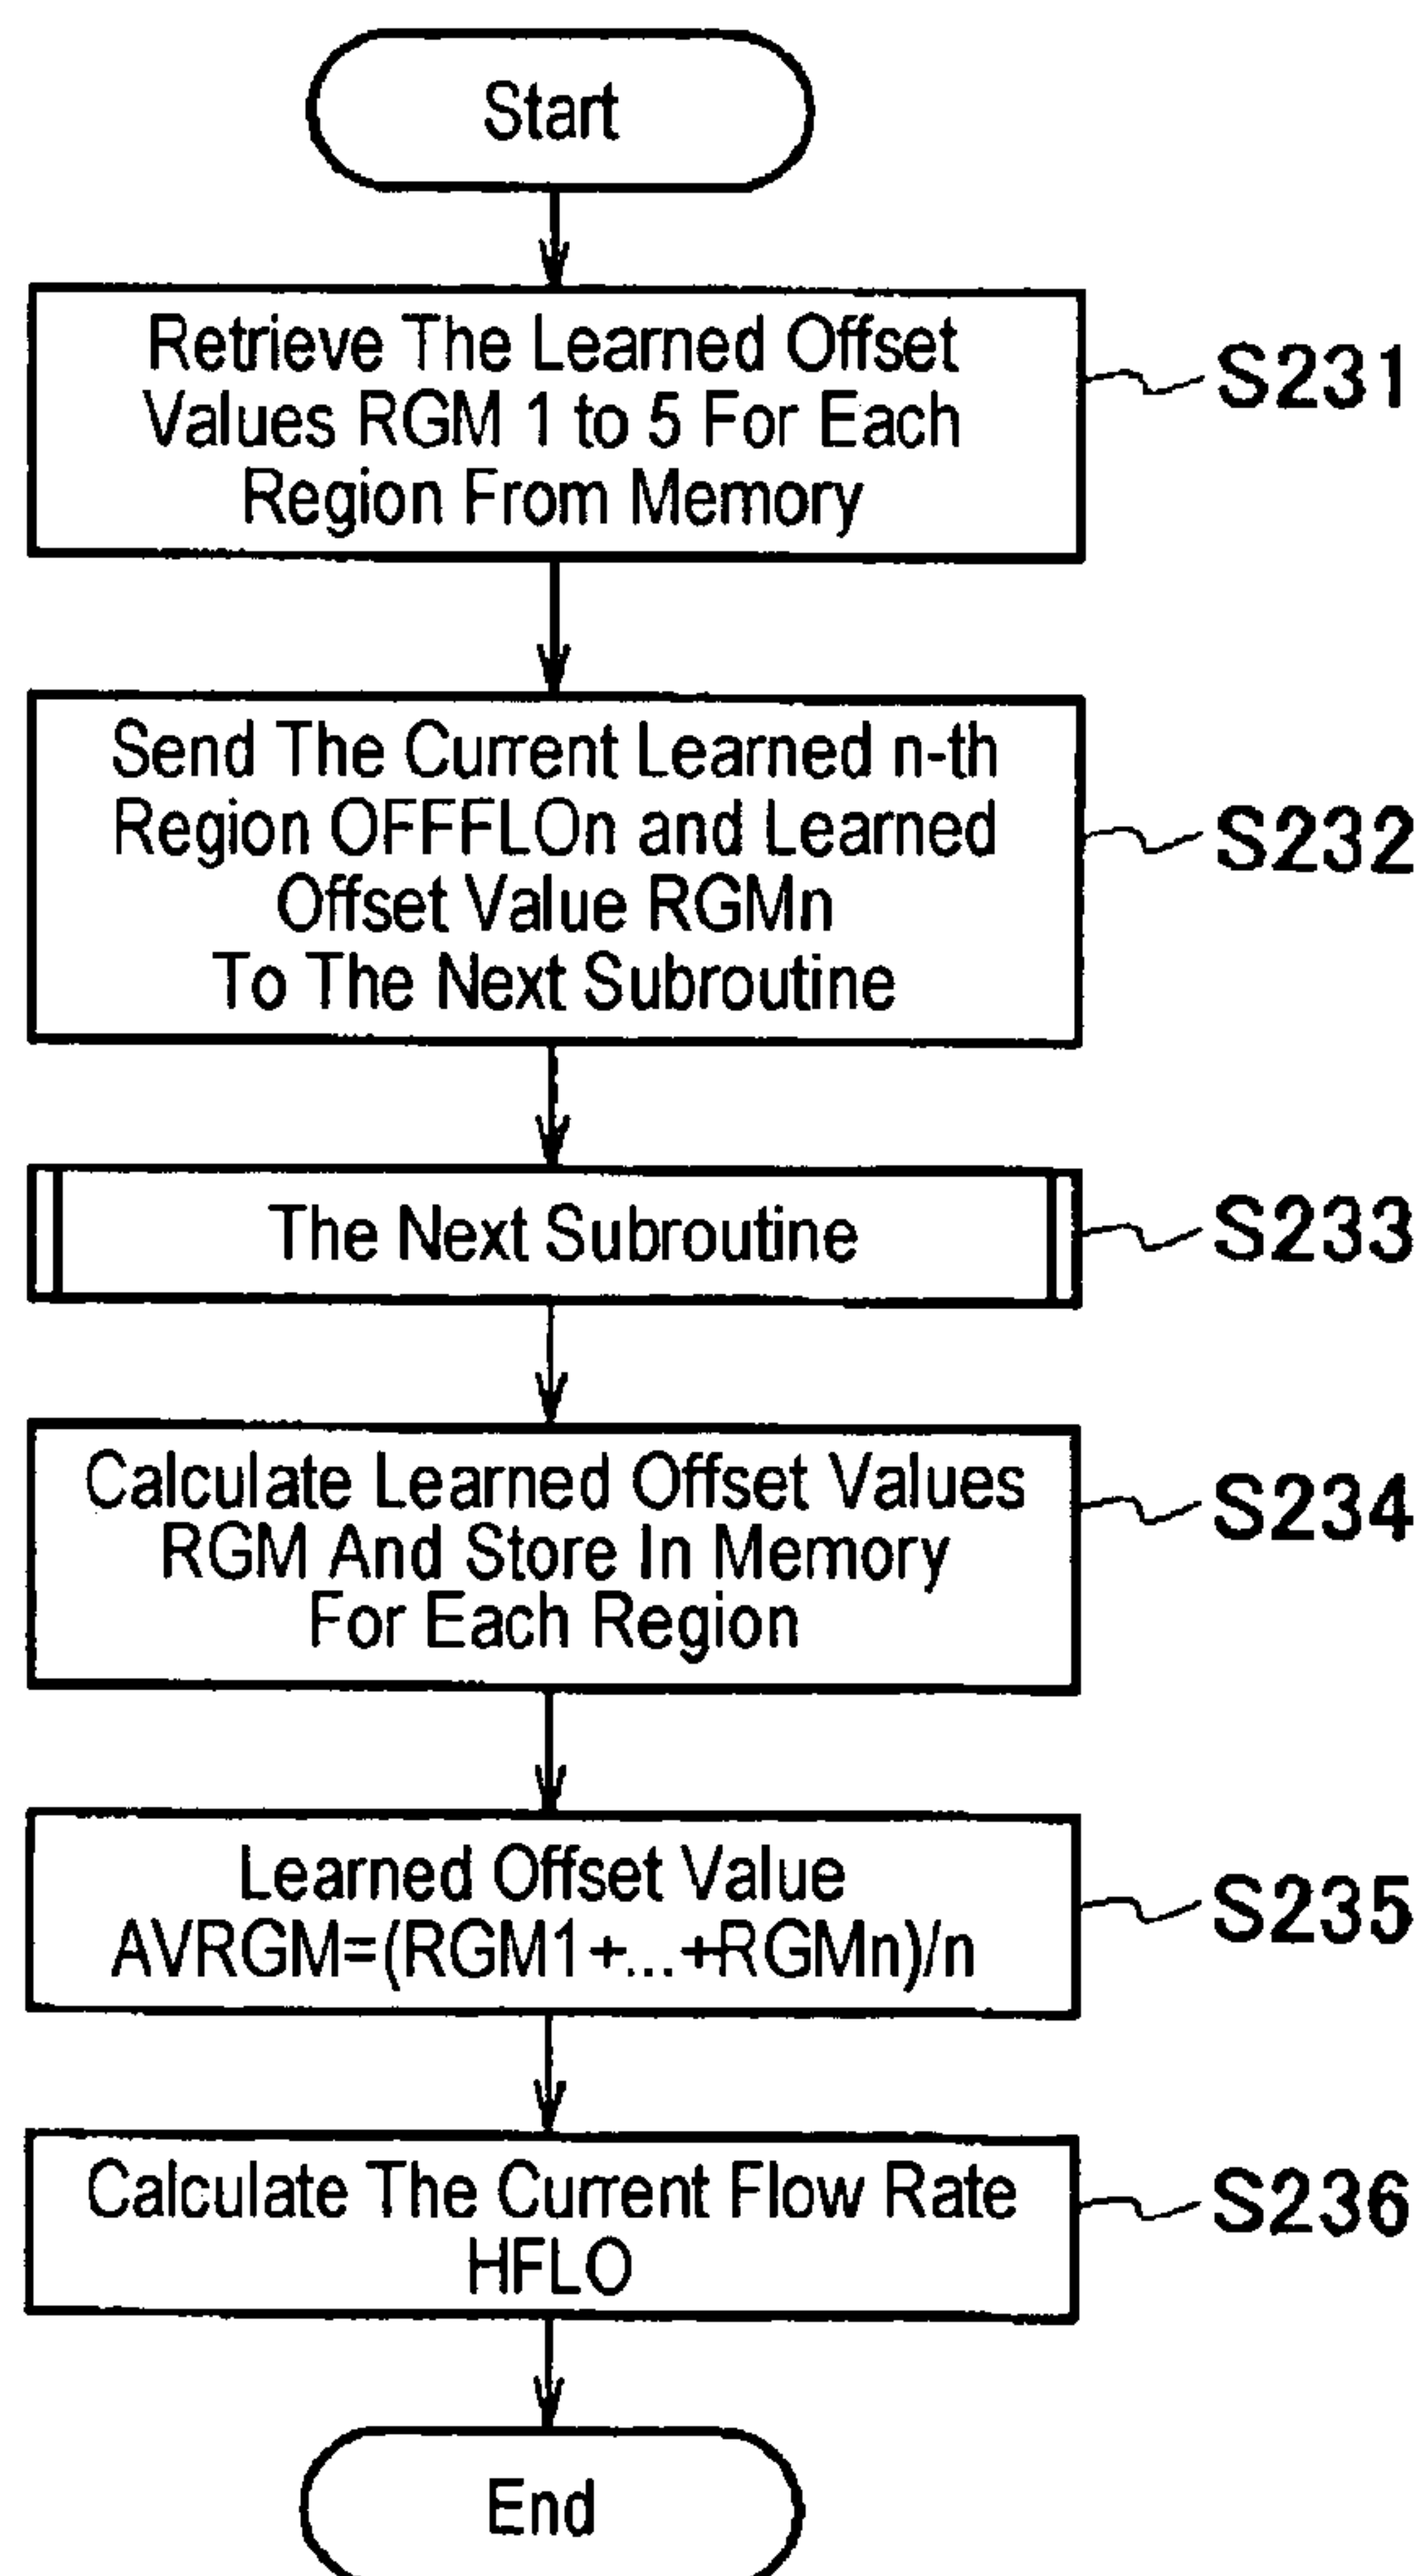 Start
Retrieve The Learned Offset
Values RGM 1 to 5 For Each
Region From Memory
S231
Send The Current Learned n-th
Region OFFFLOn and Learned
Offset Value RGMn
To The Next Subroutine
S232
The Next Subroutine
S233
Calculate Learned Offset Values
RGM And Store In Memory
For Each Region
S234
Learned Offset Value
AVRGM=(RGM1+...+RGMn)/n
S235
Calculate The Current Flow Rate
HFLO
S236
End